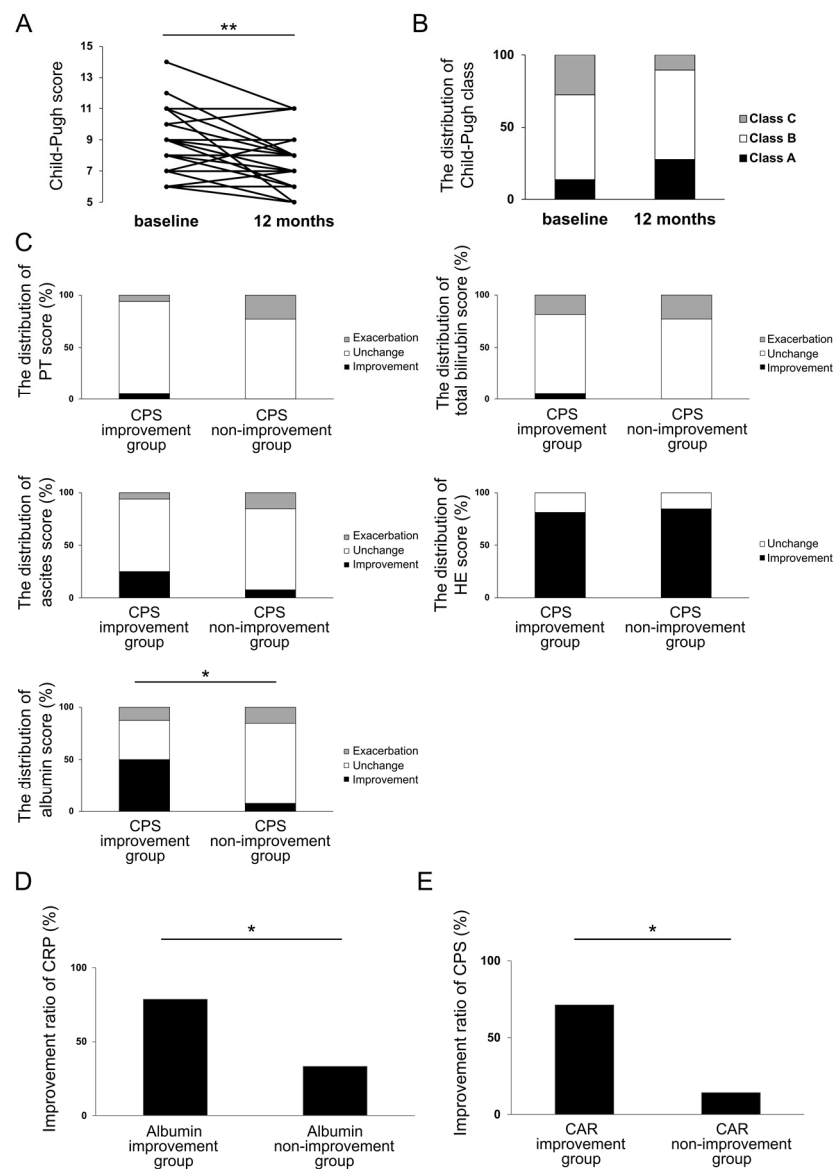 A
**
Child-Pugh score
15
13
11
9
7
5
baseline
12 months
B
The distribution of
Child-Pugh class
100
50
0
Class C
Class B
Class A
baseline
12 months
C
The distribution of
PT score (%)
100
50
0
Exacerbation
Unchange
Improvement
CPS
improvement
group
CPS
non-improvement
group
The distribution of
total bilirubin score (%)
100
50
0
Exacerbation
Unchange
Improvement
CPS
improvement
group
CPS
non-improvement
group
The distribution of
ascites score (%)
100
50
0
Exacerbation
Unchange
Improvement
CPS
improvement
group
CPS
non-improvement
group
The distribution of
HE score (%)
100
50
0
Unchange
Improvement
CPS
improvement
group
CPS
non-improvement
group
*
The distribution of
albumin score (%)
100
50
0
Exacerbation
Unchange
Improvement
CPS
improvement
group
CPS
non-improvement
group
D
*
Improvement ratio of CRP (%)
100
50
0
Albumin
improvement
group
Albumin
non-improvement
group
E
*
Improvement ratio of CPS (%)
100
50
0
CAR
improvement
group
CAR
non-improvement
group